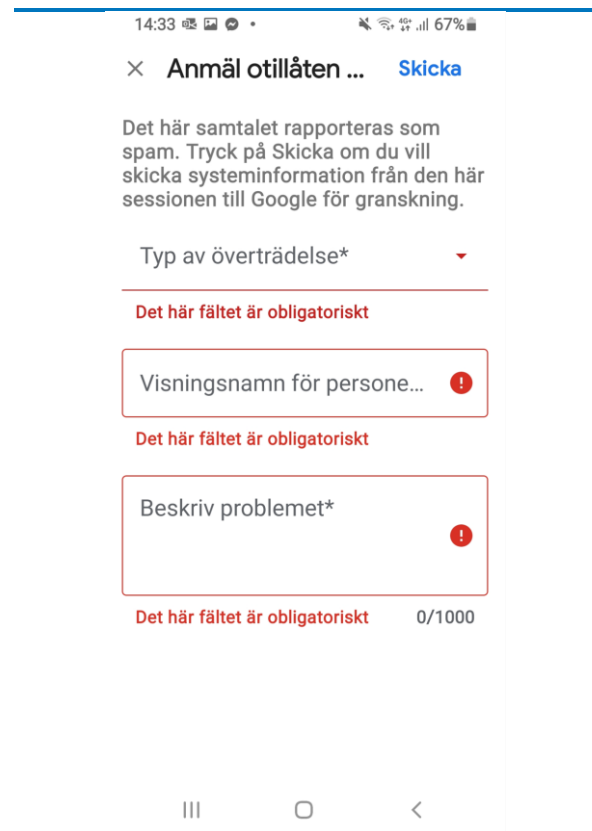 14:33
4G+ 67%
Anmäl otillåten ... Skicka
Det här samtalet rapporteras som
spam. Tryck på Skicka om du vill
skicka systeminformation från den här
sessionen till Google för granskning.
Typ av överträdelse*
Det här fältet är obligatoriskt
Visningsnamn för persone...
Det här fältet är obligatoriskt
Beskriv problemet*
Det här fältet är obligatoriskt 0/1000